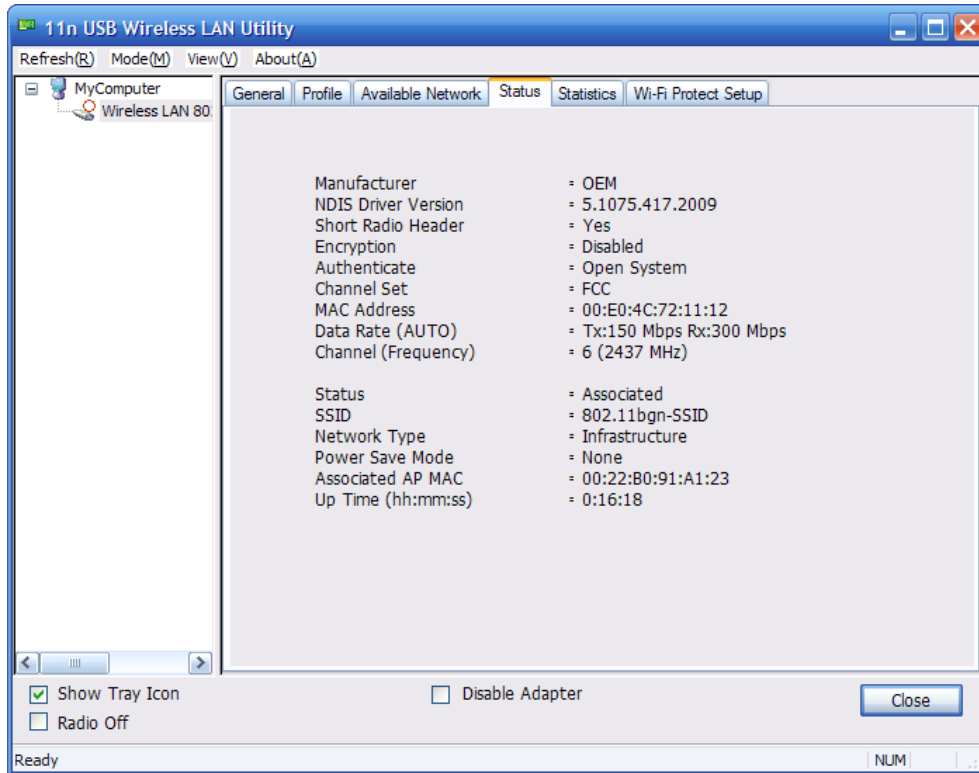 11n USB Wireless LAN Utility
Refresh(R) Mode(M) View(V) About(A)
MyComputer
Wireless LAN 80
General Profile Available Network Status Statistics Wi-Fi Protect Setup
Manufacturer = OEM
NDIS Driver Version = 5.1075.417.2009
Short Radio Header = Yes
Encryption = Disabled
Authenticate = Open System
Channel Set = FCC
MAC Address = 00:E0:4C:72:11:12
Data Rate (AUTO) = Tx:150 Mbps Rx:300 Mbps
Channel (Frequency) = 6 (2437 MHz)
Status = Associated
SSID = 802.11bgn-SSID
Network Type = Infrastructure
Power Save Mode = None
Associated AP MAC = 00:22:B0:91:A1:23
Up Time (hh:mm:ss) = 0:16:18
Show Tray Icon Disable Adapter Close
Radio Off
Ready NUM